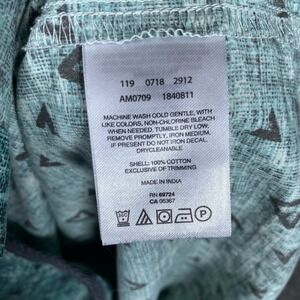 119 0718 2912
AM0709 1840811
MACHINE WASH COLD GENTLE, WITH
LIKE COLORS, NON-CHLORINE BLEACH
WHEN NEEDED, TUMBLE DRY LOW,
REMOVE PROMPTLY, IRON MEDIUM.
IF PRESENT DO NOT IRON DECAL.
DRYCLEANABLE
SHELL: 100% COTTON
EXCLUSIVE OF TRIMMING
MADE IN INDIA
RN 69724
CA 05367
P